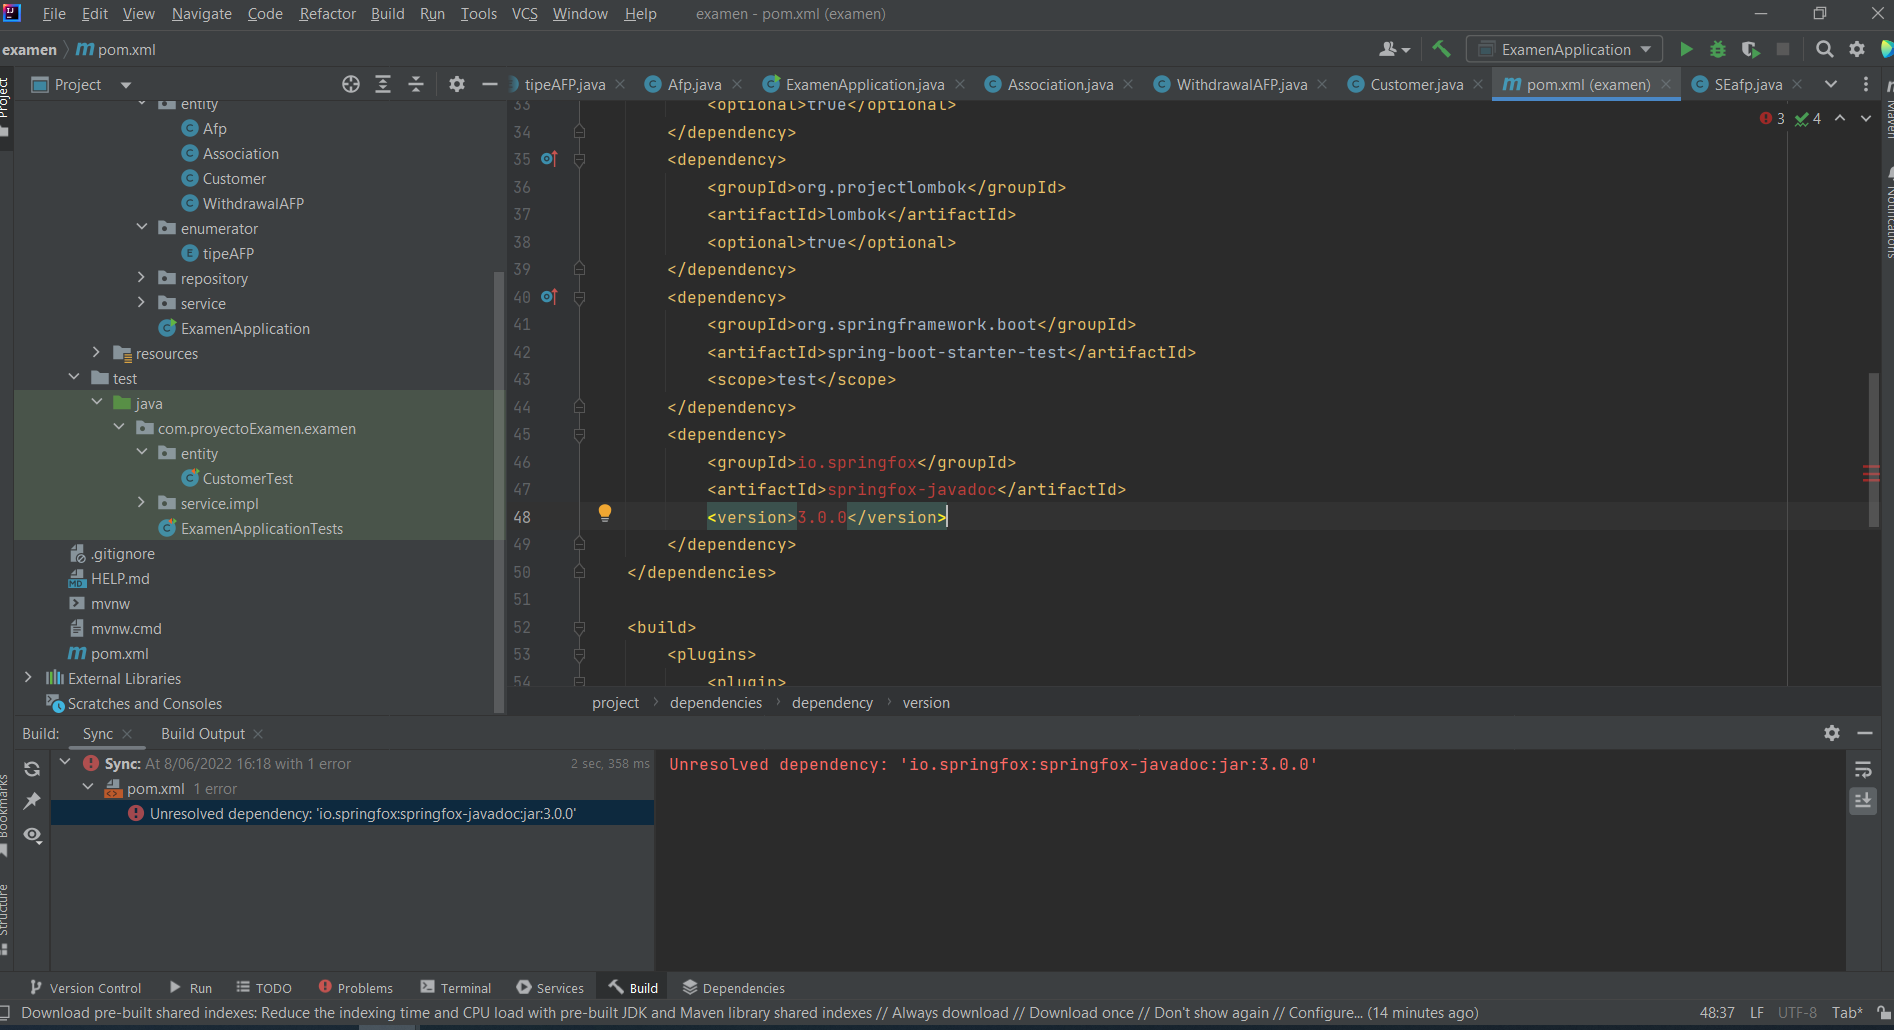 File Edit View Navigate Code Refactor Build Run Tools VCS Window Help examen - pom.xml (examen)
examen pom.xml ExamenApplication
Project tipeAFP.java Afp.java ExamenApplication.java Association.java WithdrawalAFP.java Customer.java pom.xml (examen) SEafp.java
Project
Maven
Notifications
entity
Afp
Association
Customer
WithdrawalAFP
enumerator
tipeAFP
repository
service
ExamenApplication
resources
test
java
com.proyectoExamen.examen
entity
CustomerTest
service.impl
ExamenApplicationTests
.gitignore
HELP.md
mvnw
mvnw.cmd
pom.xml
External Libraries
Scratches and Consoles
3 4
33 <optional>true</optional>
34 </dependency>
35 <dependency>
36 <groupId>org.projectlombok</groupId>
37 <artifactId>lombok</artifactId>
38 <optional>true</optional>
39 </dependency>
40 <dependency>
41 <groupId>org.springframework.boot</groupId>
42 <artifactId>spring-boot-starter-test</artifactId>
43 <scope>test</scope>
44 </dependency>
45 <dependency>
46 <groupId>io.springfox</groupId>
47 <artifactId>springfox-javadoc</artifactId>
48 <version>3.0.0</version>
49 </dependency>
50 </dependencies>
51
52 <build>
53 <plugins>
54 <plugin>
project dependencies dependency version
Build: Sync Build Output
Sync: At 8/06/2022 16:18 with 1 error 2 sec, 358 ms
pom.xml 1 error
Unresolved dependency: 'io.springfox:springfox-javadoc:jar:3.0.0'
Unresolved dependency: 'io.springfox:springfox-javadoc:jar:3.0.0'
Bookmarks
Structure
Version Control Run TODO Problems Terminal Services Build Dependencies
Download pre-built shared indexes: Reduce the indexing time and CPU load with pre-built JDK and Maven library shared indexes // Always download // Download once // Don't show again // Configure... (14 minutes ago) 48:37 LF UTF-8 Tab*